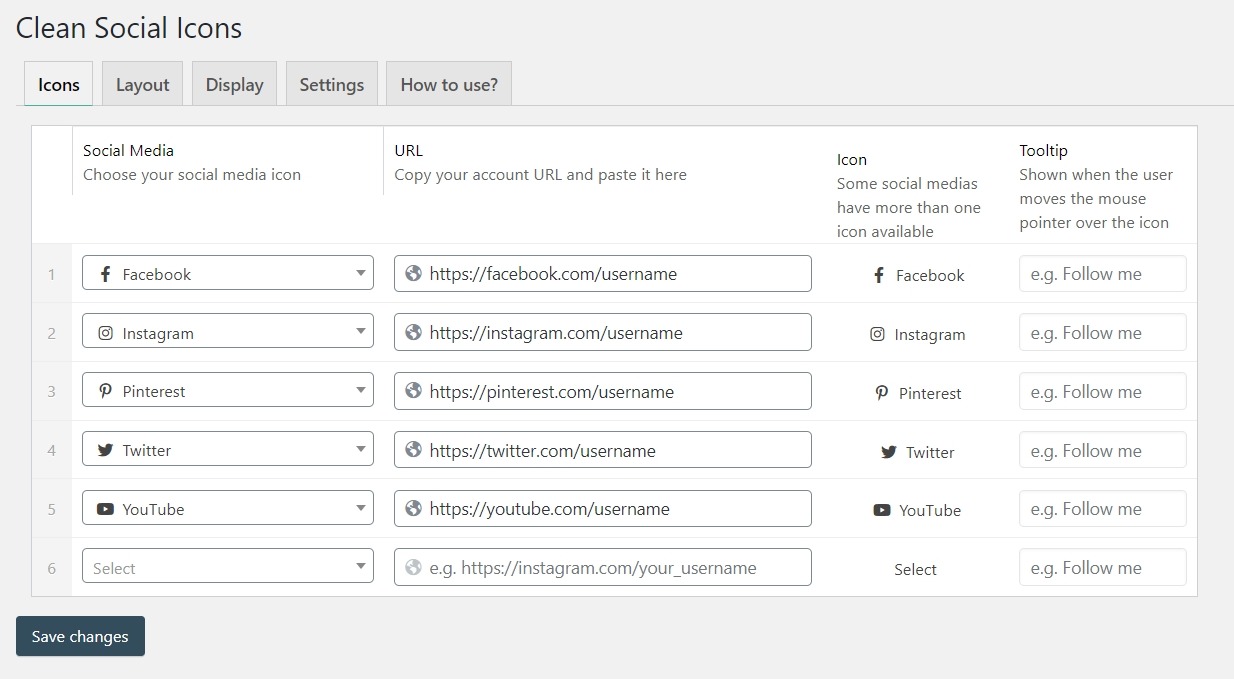 Clean Social Icons
Icons
Layout
Display
Settings
How to use?
Social Media
Choose your social media icon
URL
Copy your account URL and paste it here
Icon
Some social medias
have more than one
icon available
Tooltip
Shown when the user
moves the mouse
pointer over the icon
1 Facebook https://facebook.com/username Facebook e.g. Follow me
2 Instagram https://instagram.com/username Instagram e.g. Follow me
3 Pinterest https://pinterest.com/username Pinterest e.g. Follow me
4 Twitter https://twitter.com/username Twitter e.g. Follow me
5 YouTube https://youtube.com/username YouTube e.g. Follow me
6 Select e.g. https://instagram.com/your_username Select e.g. Follow me
Save changes